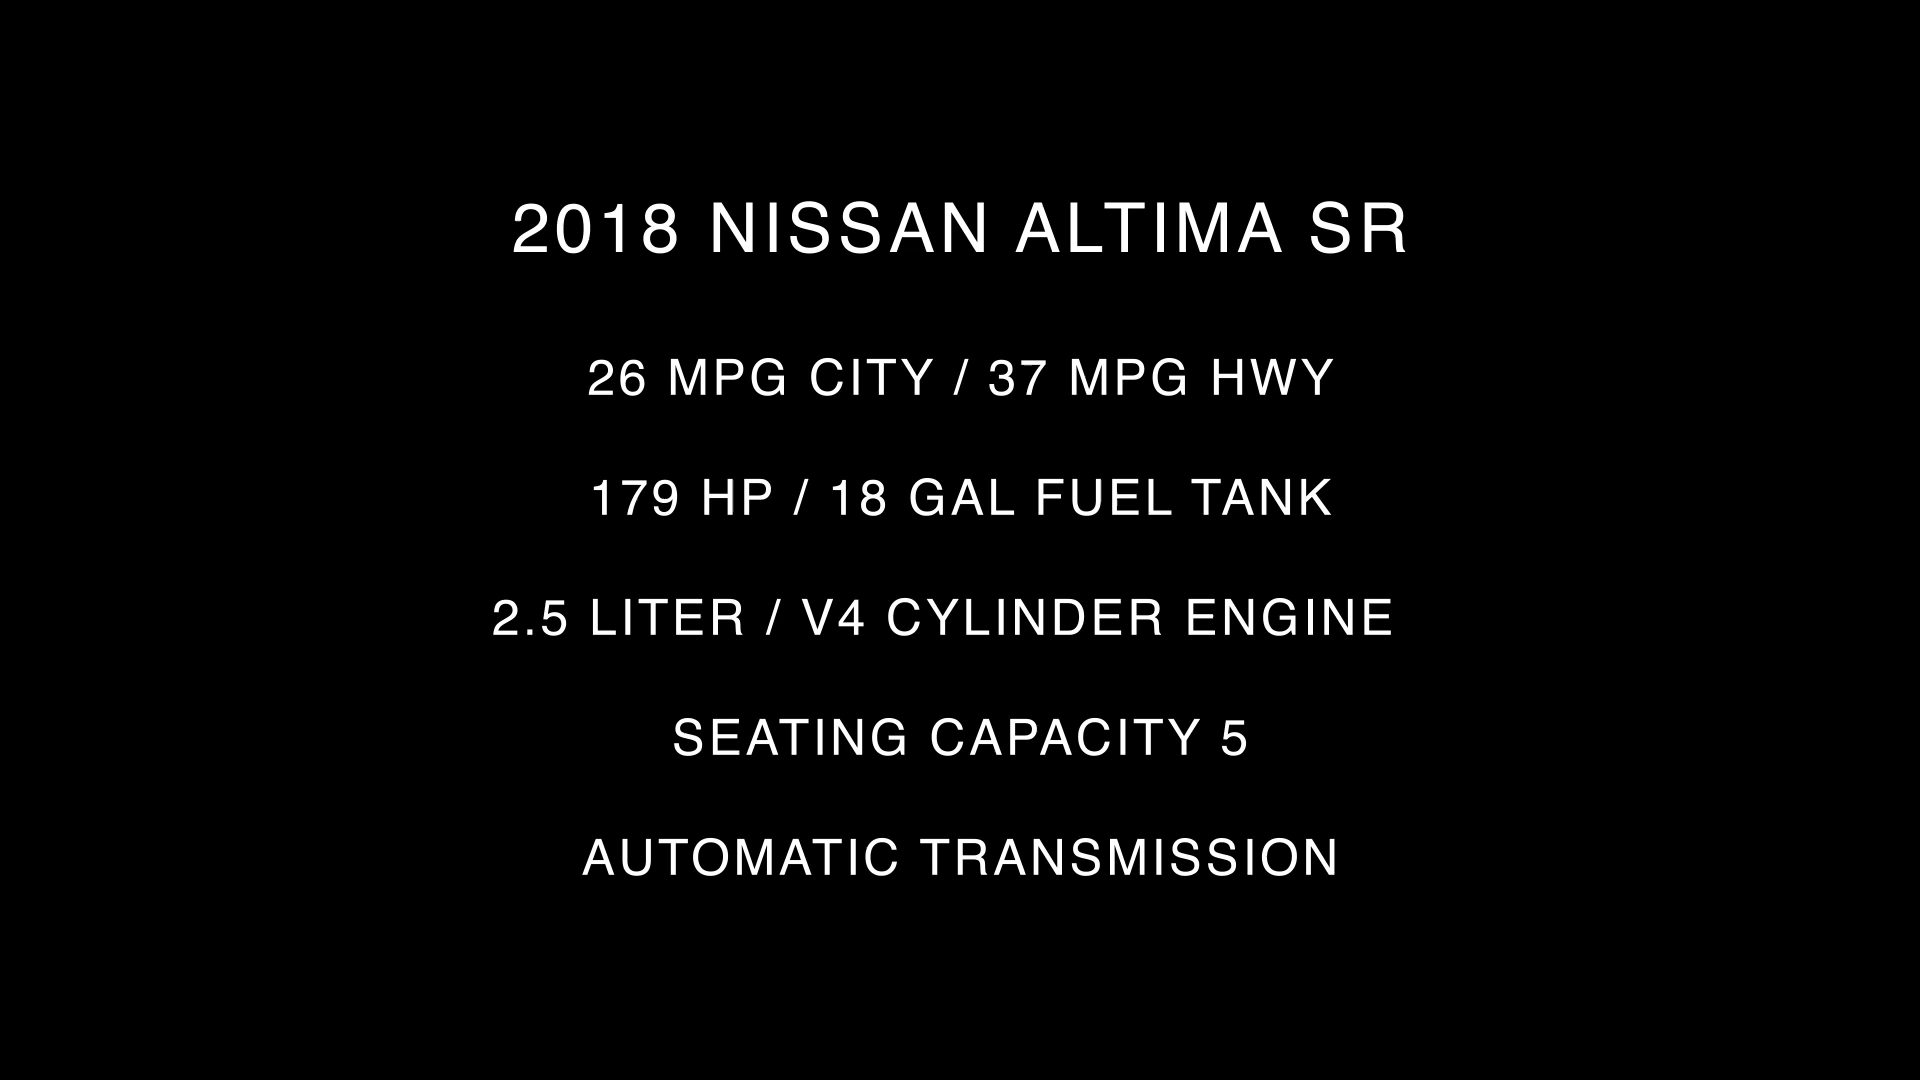 2018 NISSAN ALTIMA SR
26 MPG CITY / 37 MPG HWY
179 HP / 18 GAL FUEL TANK
2.5 LITER / V4 CYLINDER ENGINE
SEATING CAPACITY 5
AUTOMATIC TRANSMISSION